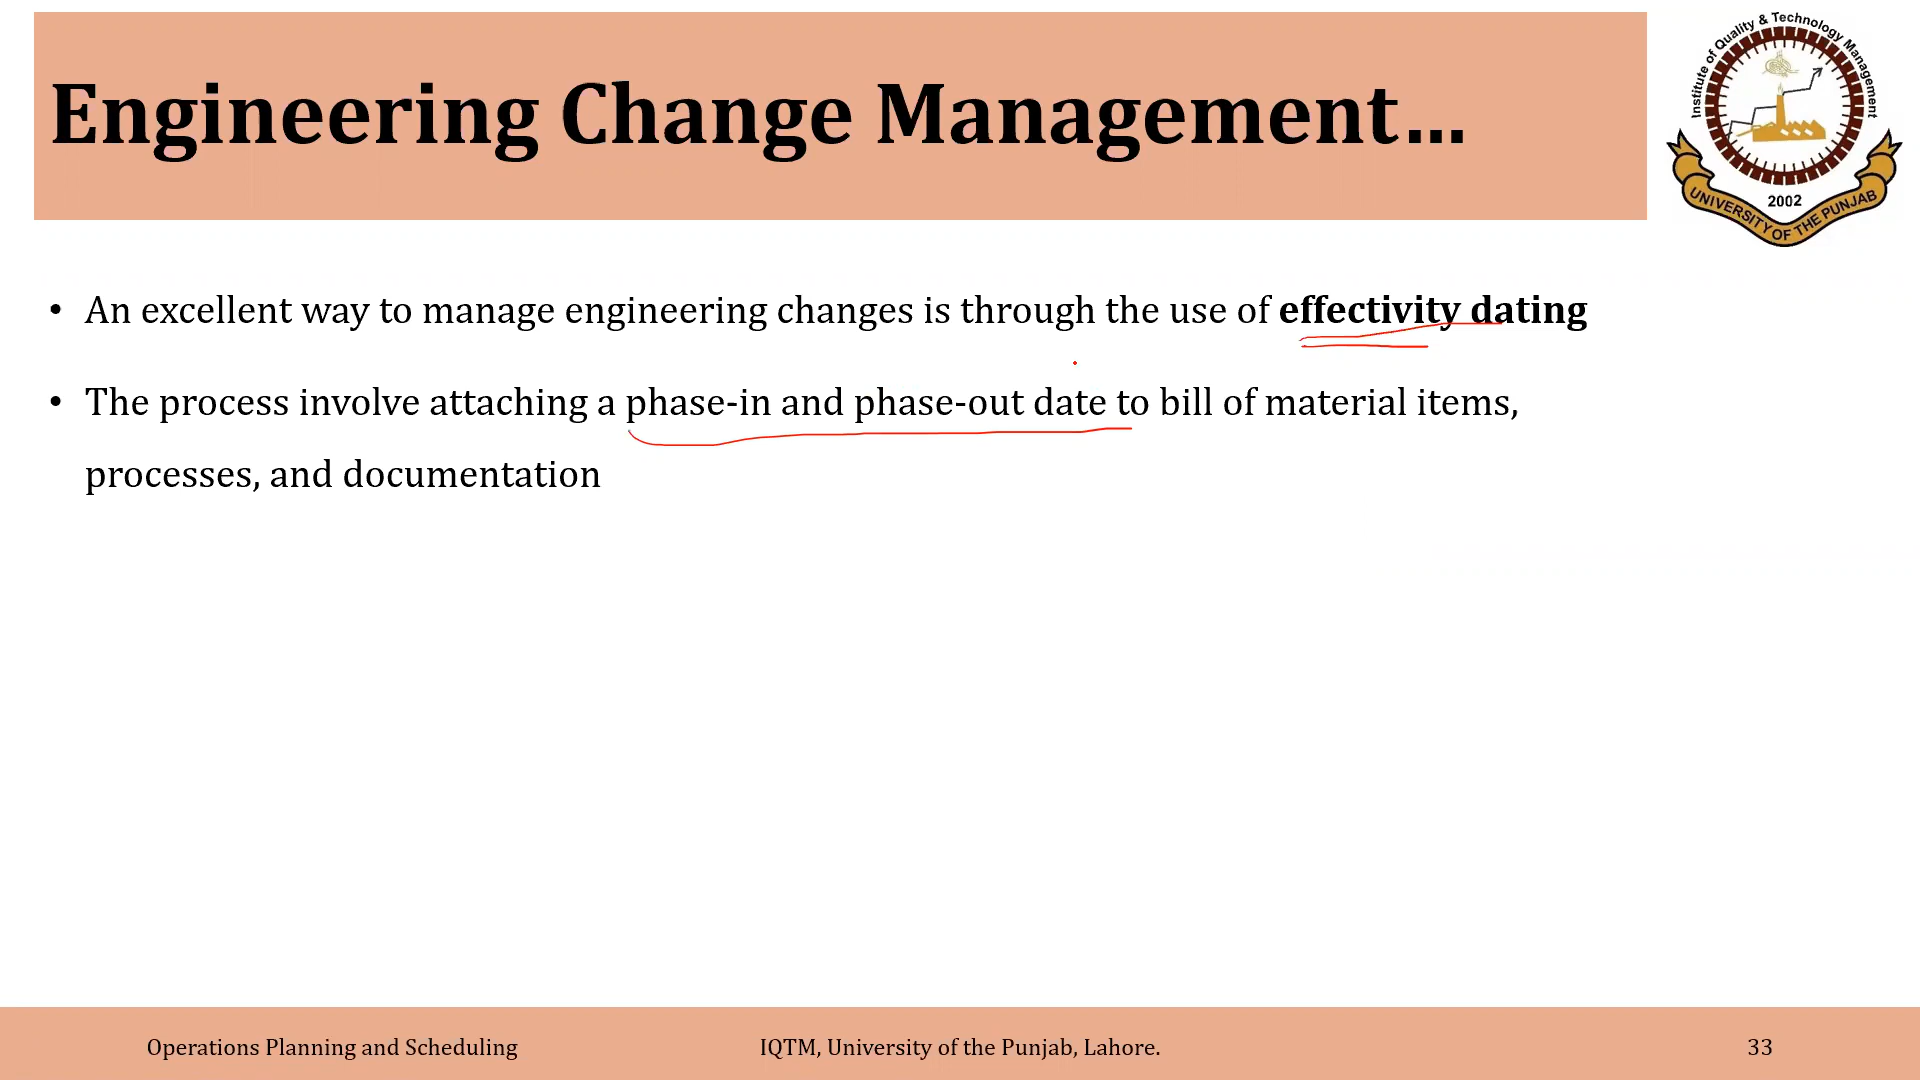 Engineering Change Management...
Institute of Quality & Technology Management
2002
UNIVERSITY OF THE PUNJAB
• An excellent way to manage engineering changes is through the use of effectivity dating
• The process involve attaching a phase-in and phase-out date to bill of material items,
processes, and documentation
Operations Planning and Scheduling
IQTM, University of the Punjab, Lahore.
33